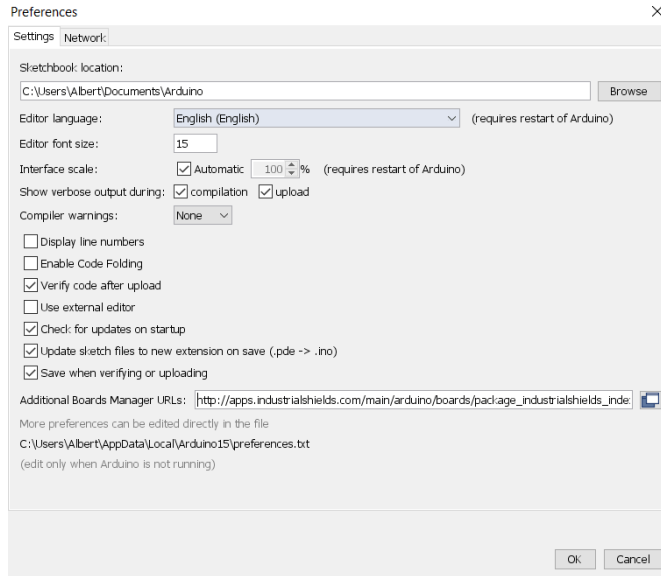 Preferences
Settings Network
Sketchbook location:
C:\Users\Albert\Documents\Arduino Browse
Editor language: English (English) (requires restart of Arduino)
Editor font size: 15
Interface scale: Automatic 100 % (requires restart of Arduino)
Show verbose output during: compilation upload
Compiler warnings: None
Display line numbers
Enable Code Folding
Verify code after upload
Use external editor
Check for updates on startup
Update sketch files to new extension on save (.pde -> .ino)
Save when verifying or uploading
Additional Boards Manager URLs: http://apps.industrialshields.com/main/arduino/boards/package_industrialshields_inde
More preferences can be edited directly in the file
C:\Users\Albert\AppData\Local\Arduino15\preferences.txt
(edit only when Arduino is not running)
OK Cancel